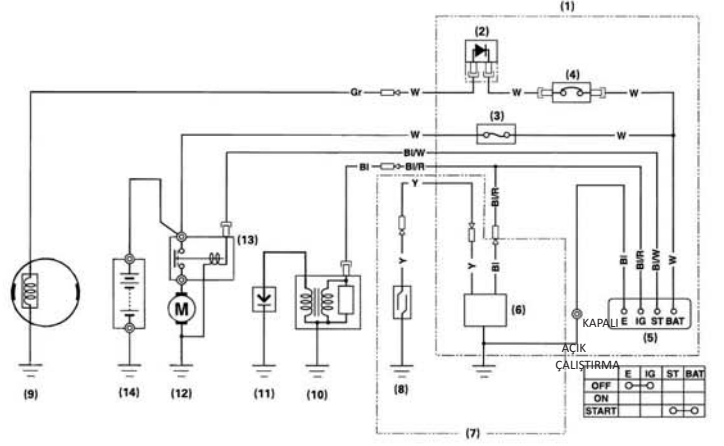 (1)
(2)
(4)
Gr W W W
(3)
W W
Bl/W
Bl Bl/R
Y
Bl/R
(13)
Y Y Bl
Bl Bl/R Bl/W W
M
(6)
KAPALI E IG ST BAT
(5)
AÇIK
ÇALIŞTIRMA
(9) (14) (12) (11) (10) (8)
E IG ST BAT
OFF
ON
START
(7)